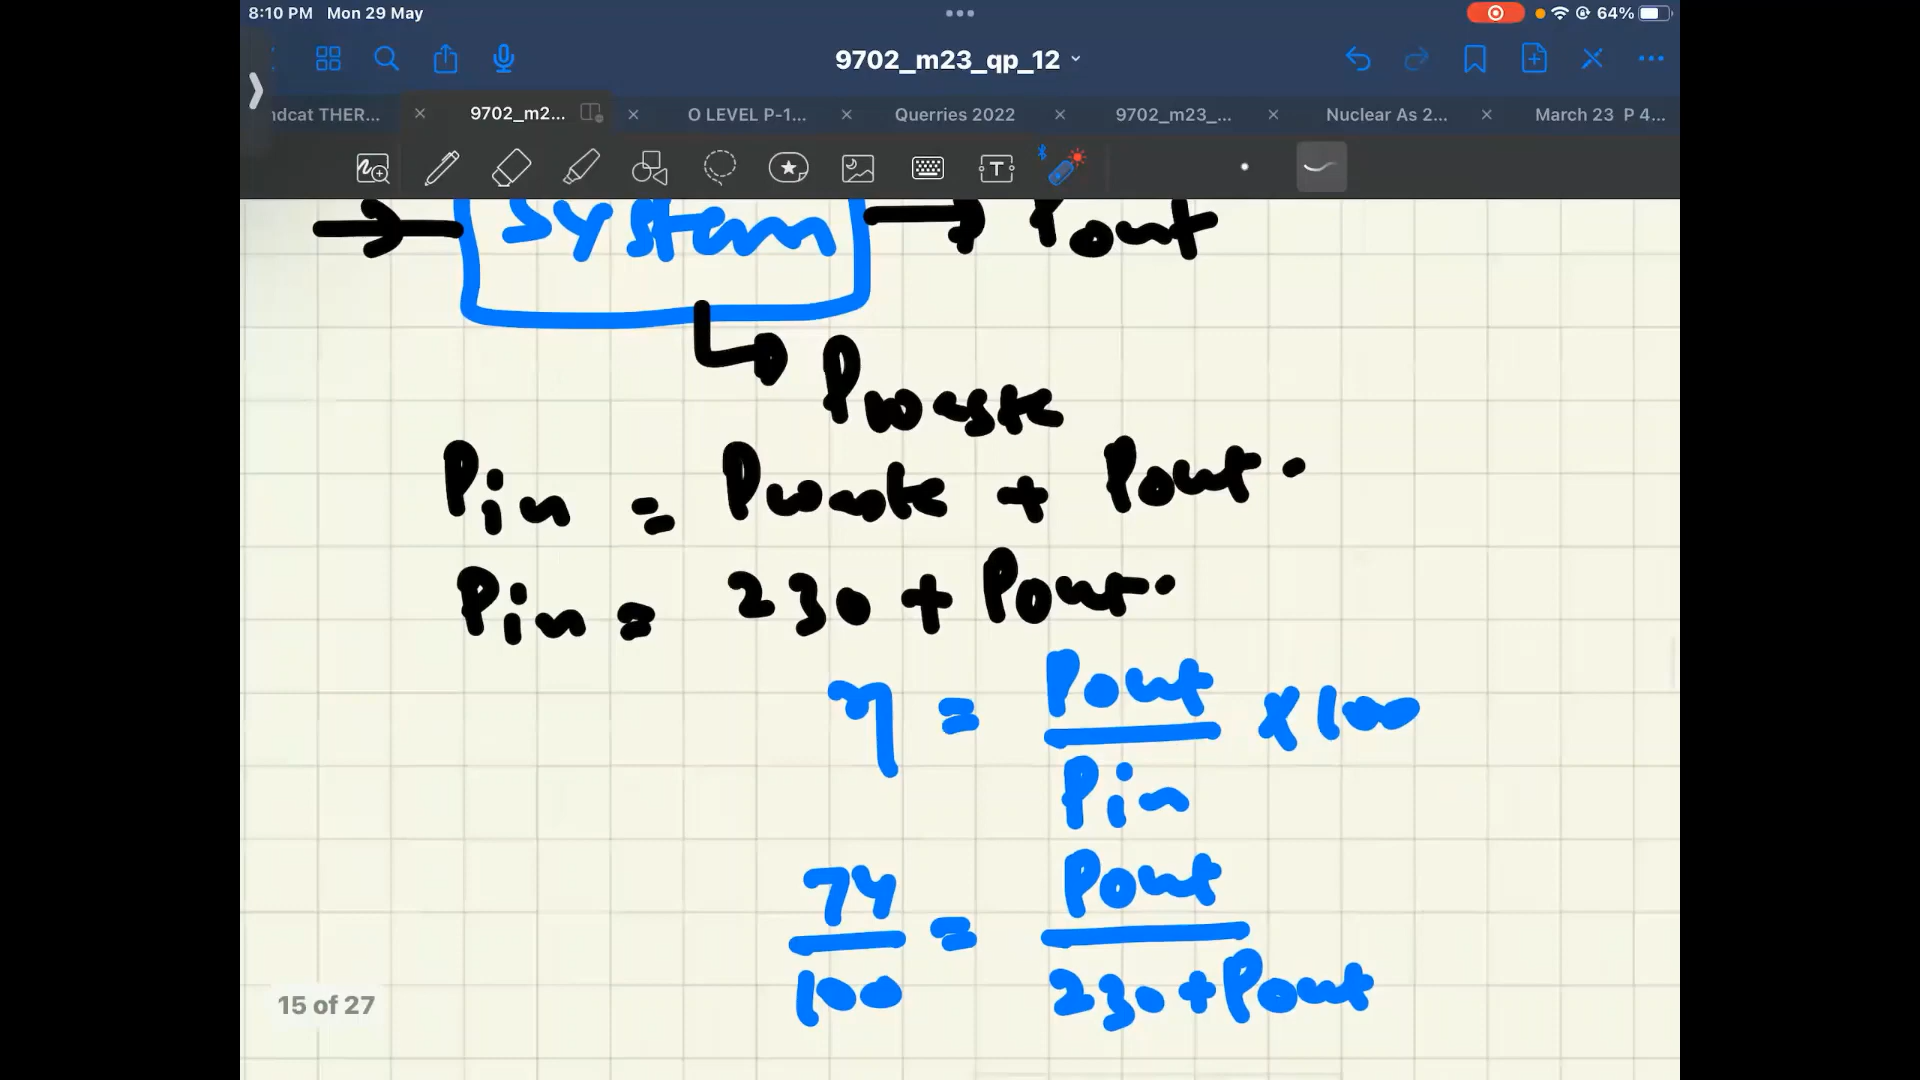 8:10 PM Mon 29 May
64%
9702_m23_qp_12
ndcat THER...
9702_m2...
O LEVEL P-1...
Querries 2022
9702_m23_...
Nuclear As 2...
March 23 P 4...
System
Pout
Pwaste
Pin = Pwaste + Pout.
Pin = 230 + Pout.
η = Pout / Pin × 100
74 / 100 = Pout / 230 + Pout
15 of 27